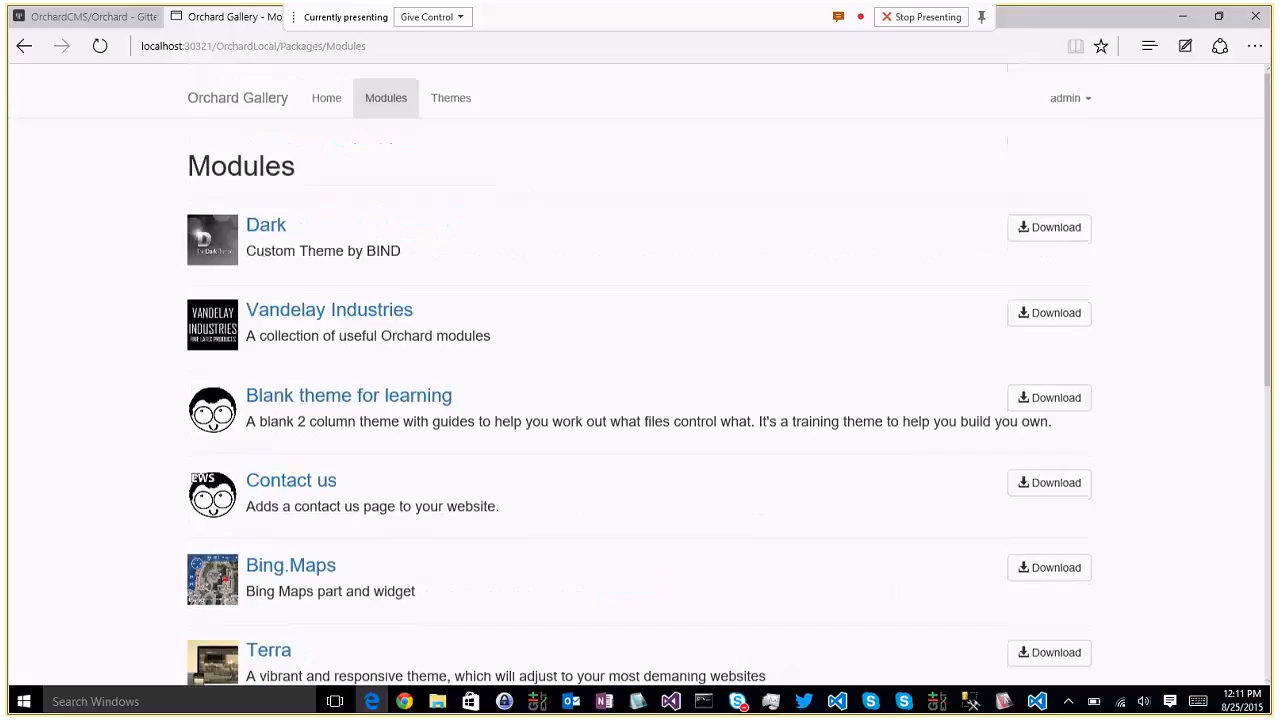 OrchardCMS/Orchard - Gitte
Orchard Gallery - Mo
Currently presenting
Give Control
Stop Presenting
localhost:30321/OrchardLocal/Packages/Modules
Orchard Gallery
Home
Modules
Themes
admin
Modules
Dark
Custom Theme by BIND
Download
VANDELAY
INDUSTRIES
Vandelay Industries
A collection of useful Orchard modules
Download
Blank theme for learning
A blank 2 column theme with guides to help you work out what files control what. It's a training theme to help you build you own.
Download
EWS
Contact us
Adds a contact us page to your website.
Download
Bing.Maps
Bing Maps part and widget
Download
Terra
A vibrant and responsive theme, which will adjust to your most demanding websites
Download
Search Windows
12:11 PM
8/25/2015